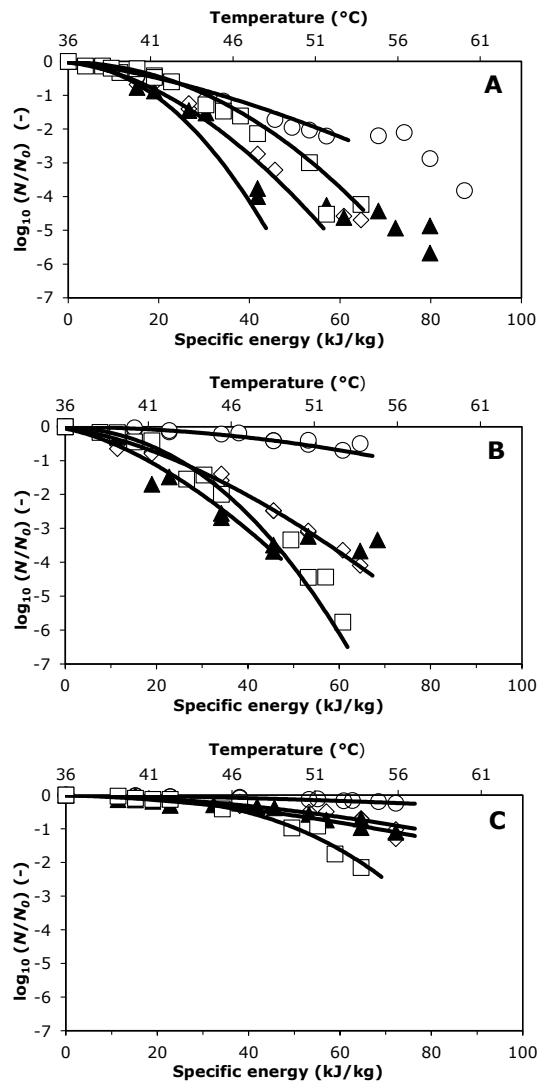 Temperature (°C)
36 41 46 51 56 61
A
0
-1
-2
-3
-4
-5
-6
-7
log10 (N/N0) (-)
0 20 40 60 80 100
Specific energy (kJ/kg)
Temperature (°C)
36 41 46 51 56 61
B
0
-1
-2
-3
-4
-5
-6
-7
log10 (N/N0) (-)
0 20 40 60 80 100
Specific energy (kJ/kg)
Temperature (°C)
36 41 46 51 56 61
C
0
-1
-2
-3
-4
-5
-6
-7
log10 (N/N0) (-)
0 20 40 60 80 100
Specific energy (kJ/kg)